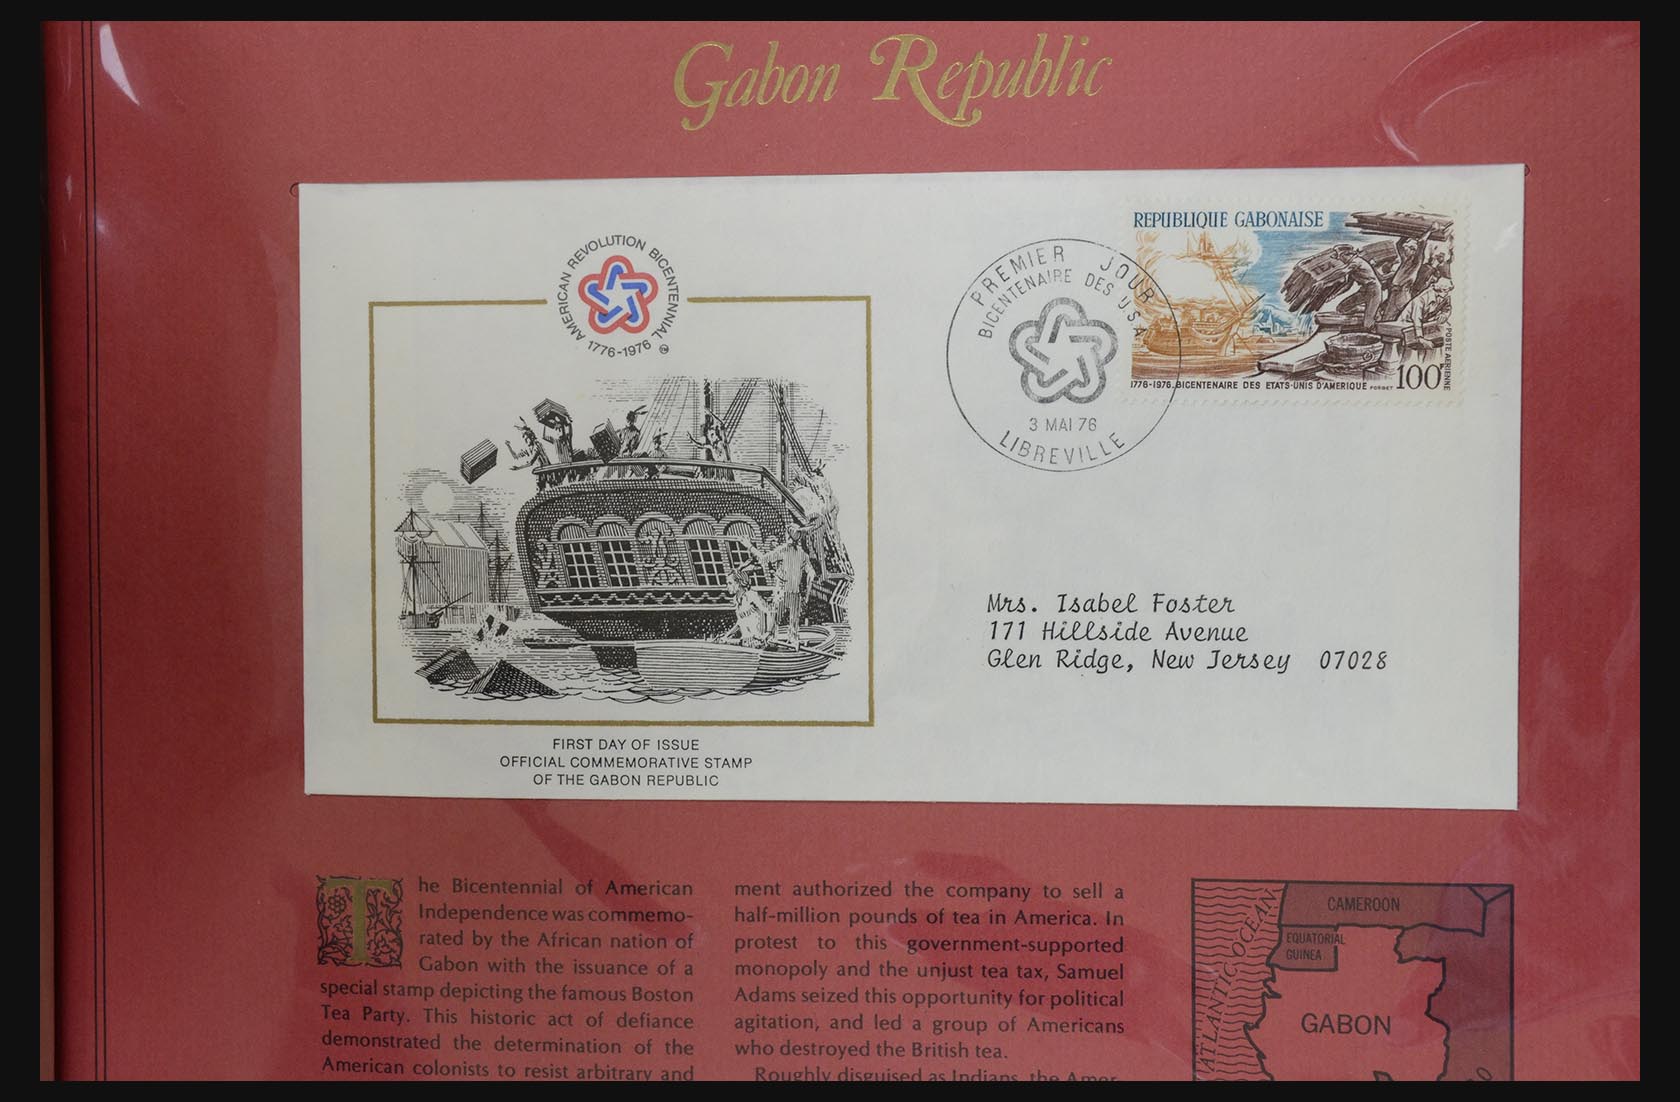 Gabon Republic
AMERICAN REVOLUTION BICENTENNIAL
1776-1976
REPUBLIQUE GABONAISE
POSTE AERIENNE
1776-1976. BICENTENAIRE DES ETATS-UNIS D'AMERIQUE
100F
PREMIER JOUR
BICENTENAIRE DES USA
3 MAI 76
LIBREVILLE
Mrs. Isabel Foster
171 Hillside Avenue
Glen Ridge, New Jersey 07028
FIRST DAY OF ISSUE
OFFICIAL COMMEMORATIVE STAMP
OF THE GABON REPUBLIC
The Bicentennial of American
Independence was commemo-
rated by the African nation of
Gabon with the issuance of a
special stamp depicting the famous Boston
Tea Party. This historic act of defiance
demonstrated the determination of the
American colonists to resist arbitrary and
ment authorized the company to sell a
half-million pounds of tea in America. In
protest to this government-supported
monopoly and the unjust tea tax, Samuel
Adams seized this opportunity for political
agitation, and led a group of Americans
who destroyed the British tea.
Roughly disguised as Indians, the Amer-
CAMEROON
EQUATORIAL
GUINEA
ATLANTIC OCEAN
GABON